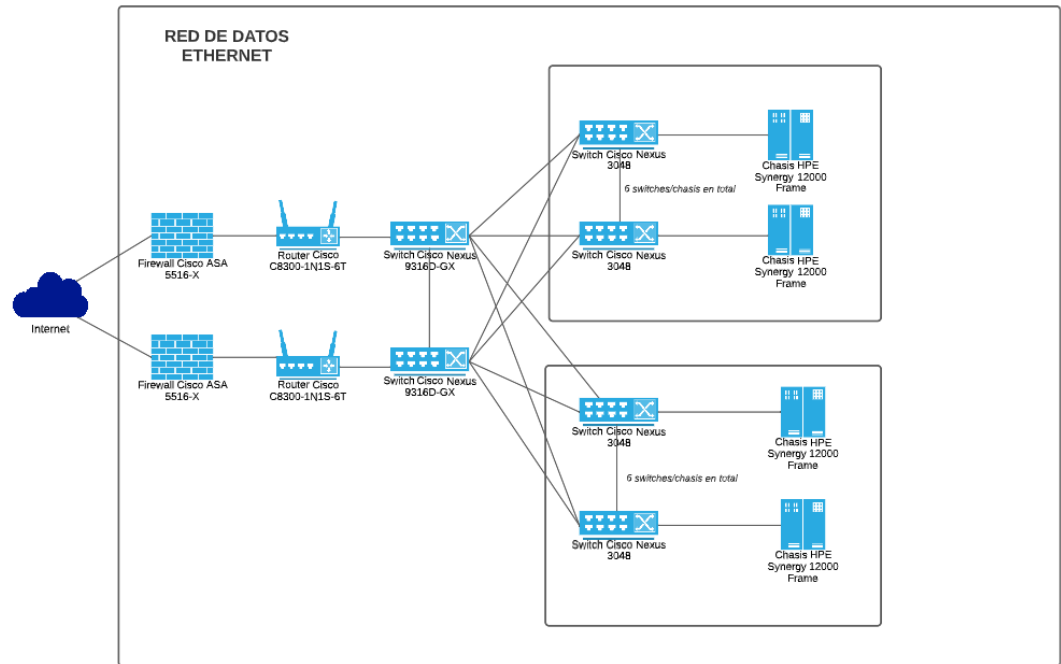 RED DE DATOS
ETHERNET
Switch Cisco Nexus
3048
Chasis HPE
Synergy 12000
Frame
6 switches/chasis en total
Switch Cisco Nexus
3048
Chasis HPE
Synergy 12000
Frame
Internet
Firewall Cisco ASA
5516-X
Router Cisco
C8300-1N1S-6T
Switch Cisco Nexus
9316D-GX
Firewall Cisco ASA
5516-X
Router Cisco
C8300-1N1S-6T
Switch Cisco Nexus
9316D-GX
Switch Cisco Nexus
3048
Chasis HPE
Synergy 12000
Frame
6 switches/chasis en total
Switch Cisco Nexus
3048
Chasis HPE
Synergy 12000
Frame